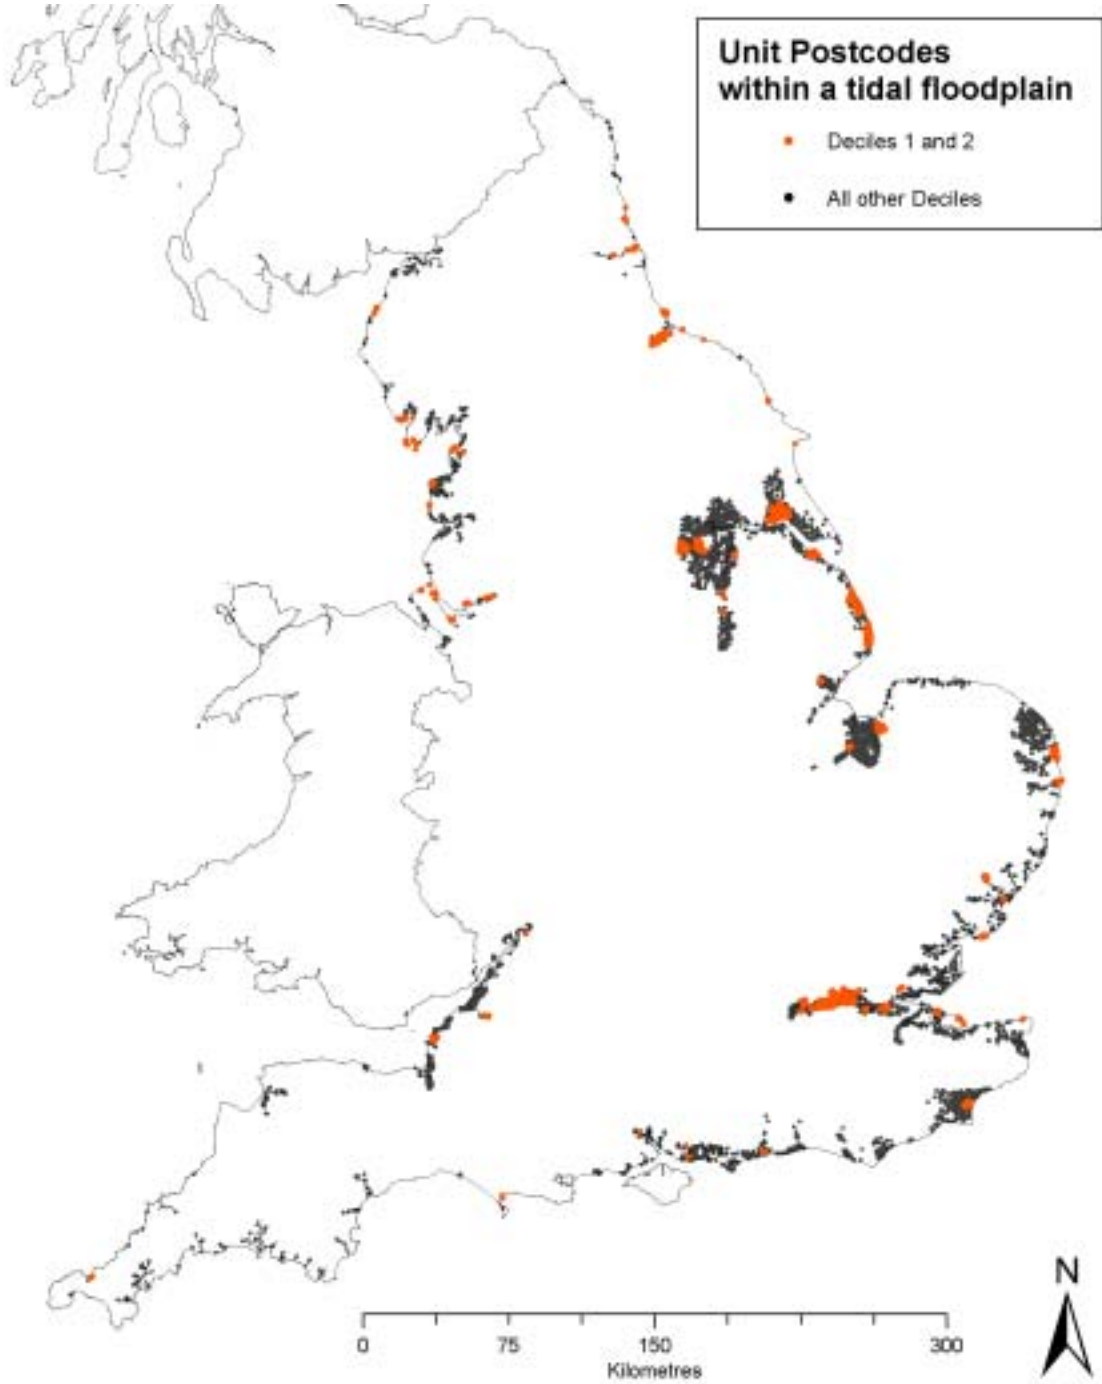 Unit Postcodes
within a tidal floodplain
Deciles 1 and 2
All other Deciles
N
0 75 150 300
Kilometres